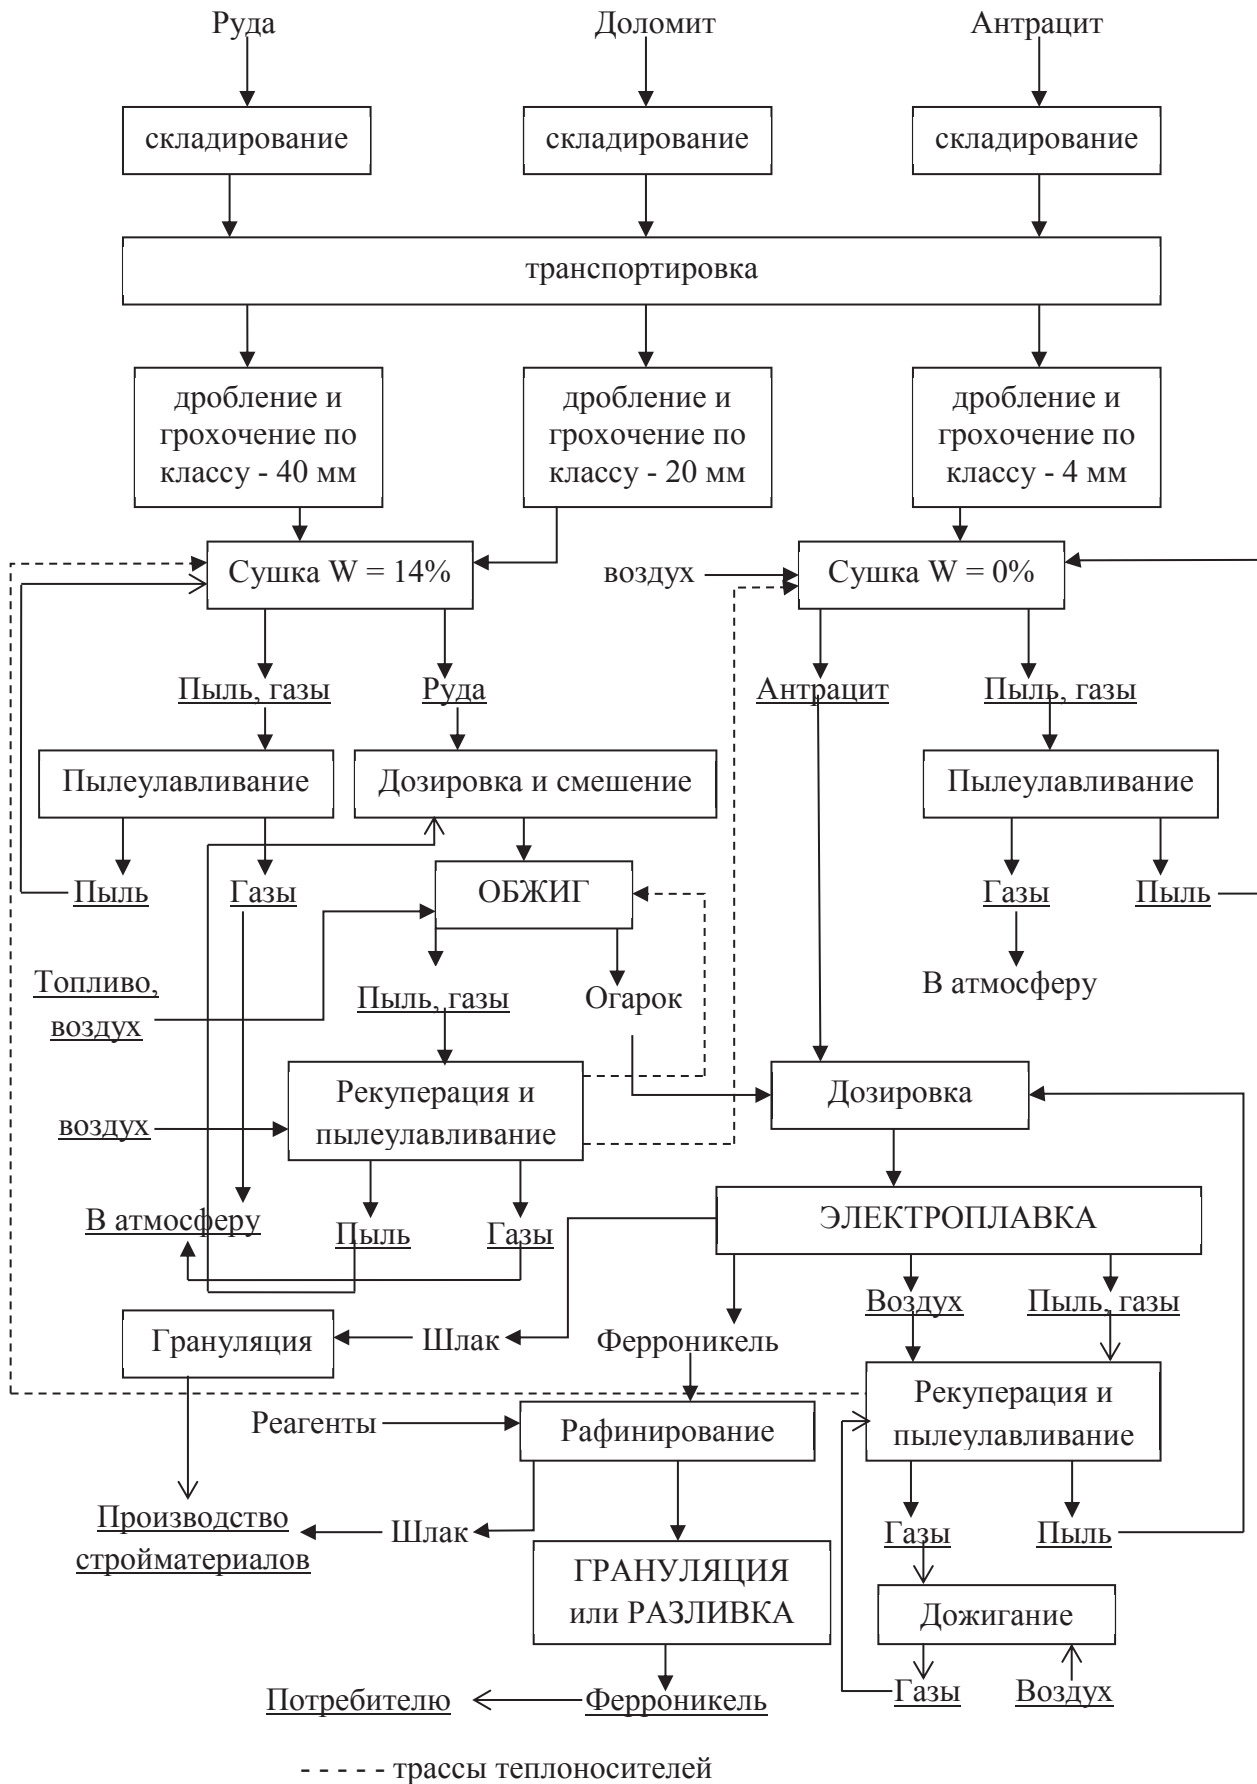 Руда
Доломит
Антрацит
складирование
складирование
складирование
транспортировка
дробление и
грохочение по
классу - 40 мм
дробление и
грохочение по
классу - 20 мм
дробление и
грохочение по
классу - 4 мм
Сушка W = 14%
воздух
Сушка W = 0%
Пыль, газы
Руда
Антрацит
Пыль, газы
Пылеулавливание
Дозировка и смешение
Пылеулавливание
Пыль
Газы
ОБЖИГ
Газы
Пыль
Топливо,
воздух
Пыль, газы
Огарок
В атмосферу
воздух
Рекуперация и
пылеулавливание
Дозировка
В атмосферу
Пыль
Газы
ЭЛЕКТРОПЛАВКА
Воздух
Пыль, газы
Грануляция
Шлак
Ферроникель
Реагенты
Рафинирование
Рекуперация и
пылеулавливание
Производство
стройматериалов
Шлак
Газы
Пыль
ГРАНУЛЯЦИЯ
или РАЗЛИВКА
Дожигание
Потребителю
Ферроникель
Газы
Воздух
- - - - - трассы теплоносителей